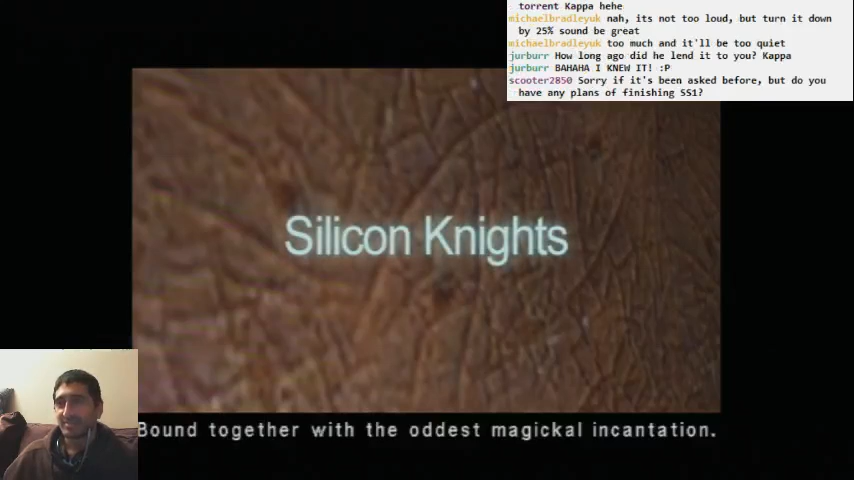 torrent Kappa hehe
michaelbradleyuk nah, its not too loud, but turn it down
by 25% sound be great
michaelbradleyuk too much and it'll be too quiet
jurburr How long ago did he lend it to you? Kappa
jurburr BAHAHA I KNEW IT! :P
scooter2850 Sorry if it's been asked before, but do you
have any plans of finishing SS1?
Silicon Knights
Bound together with the oddest magickal incantation.